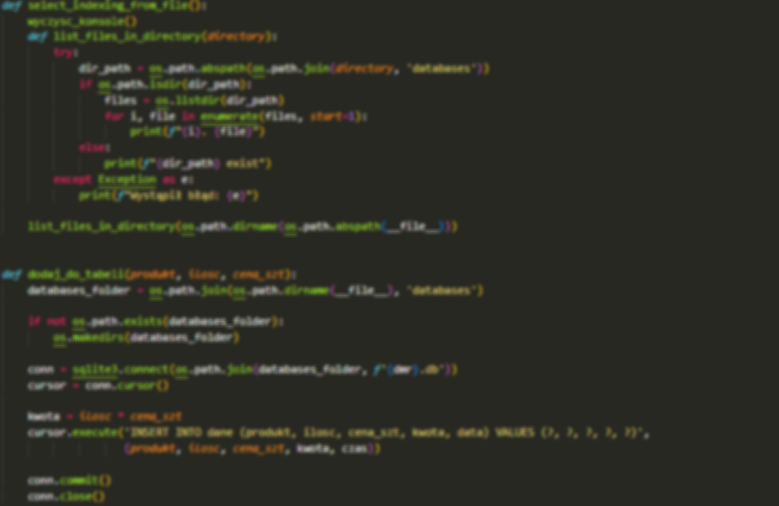 def select_indexing_from_file():
wyczysc_konsole()
def list_files_in_directory(directory):
try:
dir_path = os.path.abspath(os.path.join(directory, 'databases'))
if os.path.isdir(dir_path):
files = os.listdir(dir_path)
for i, file in enumerate(files, start=1):
print(f"{i}. {file}")
else:
print(f"{dir_path} exist")
except Exception as e:
print(f"Wystąpił błąd: {e}")
list_files_in_directory(os.path.dirname(os.path.abspath(__file__)))
def dodaj_do_tabeli(produkt, ilosc, cena_szt):
databases_folder = os.path.join(os.path.dirname(__file__), 'databases')
if not os.path.exists(databases_folder):
os.makedirs(databases_folder)
conn = sqlite3.connect(os.path.join(databases_folder, f'{dmr}.db'))
cursor = conn.cursor()
kwota = ilosc * cena_szt
cursor.execute('INSERT INTO dane (produkt, ilosc, cena_szt, kwota, data) VALUES (?, ?, ?, ?, ?)',
(produkt, ilosc, cena_szt, kwota, czas))
conn.commit()
conn.close()